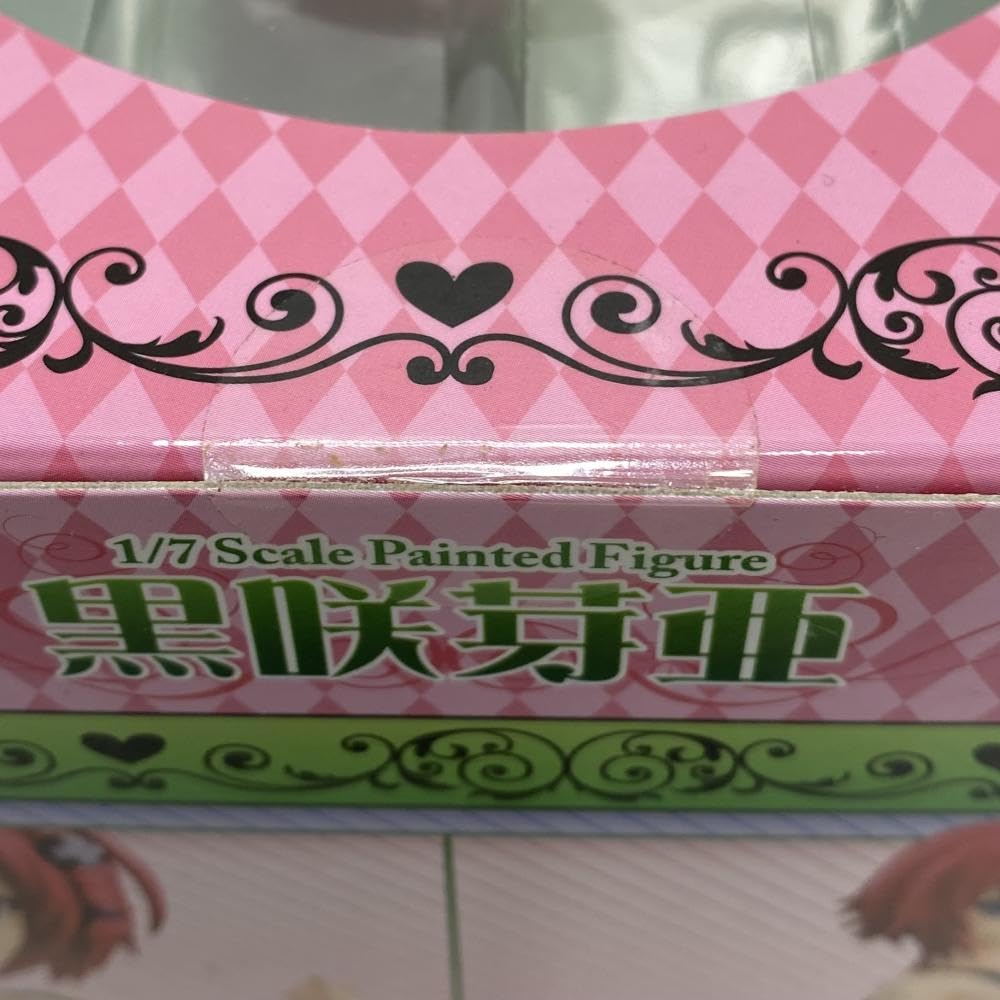 1/7 Scale Painted Figure
黒咲芽亜